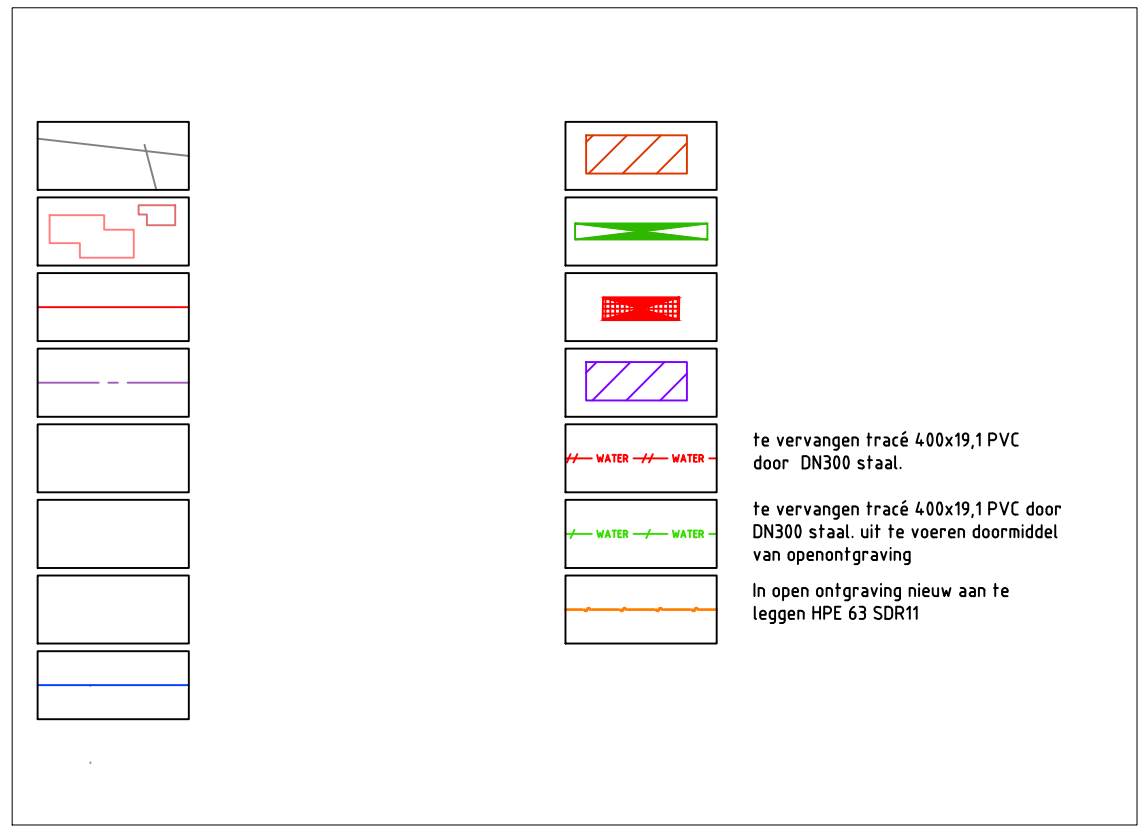 te vervangen tracé 400x19,1 PVC
door DN300 staal.
WATER WATER
te vervangen tracé 400x19,1 PVC door
DN300 staal. uit te voeren doormiddel
van openontgraving
WATER WATER
In open ontgraving nieuw aan te
leggen HPE 63 SDR11